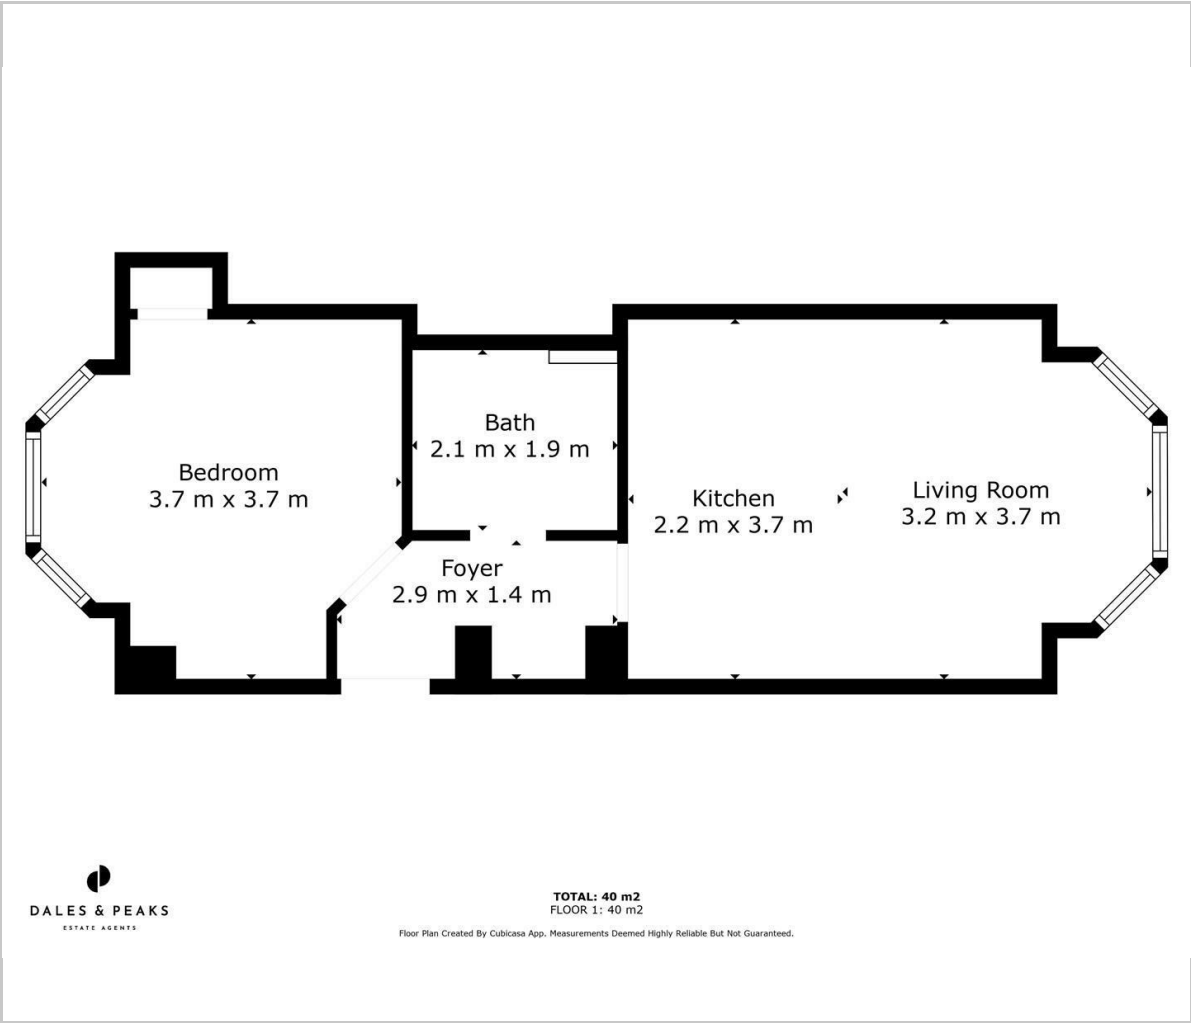 Bath
2.1 m x 1.9 m
Bedroom
3.7 m x 3.7 m
Kitchen
2.2 m x 3.7 m
Living Room
3.2 m x 3.7 m
Foyer
2.9 m x 1.4 m
DALES & PEAKS
ESTATE AGENTS
TOTAL: 40 m2
FLOOR 1: 40 m2
Floor Plan Created By Cubicasa App. Measurements Deemed Highly Reliable But Not Guaranteed.